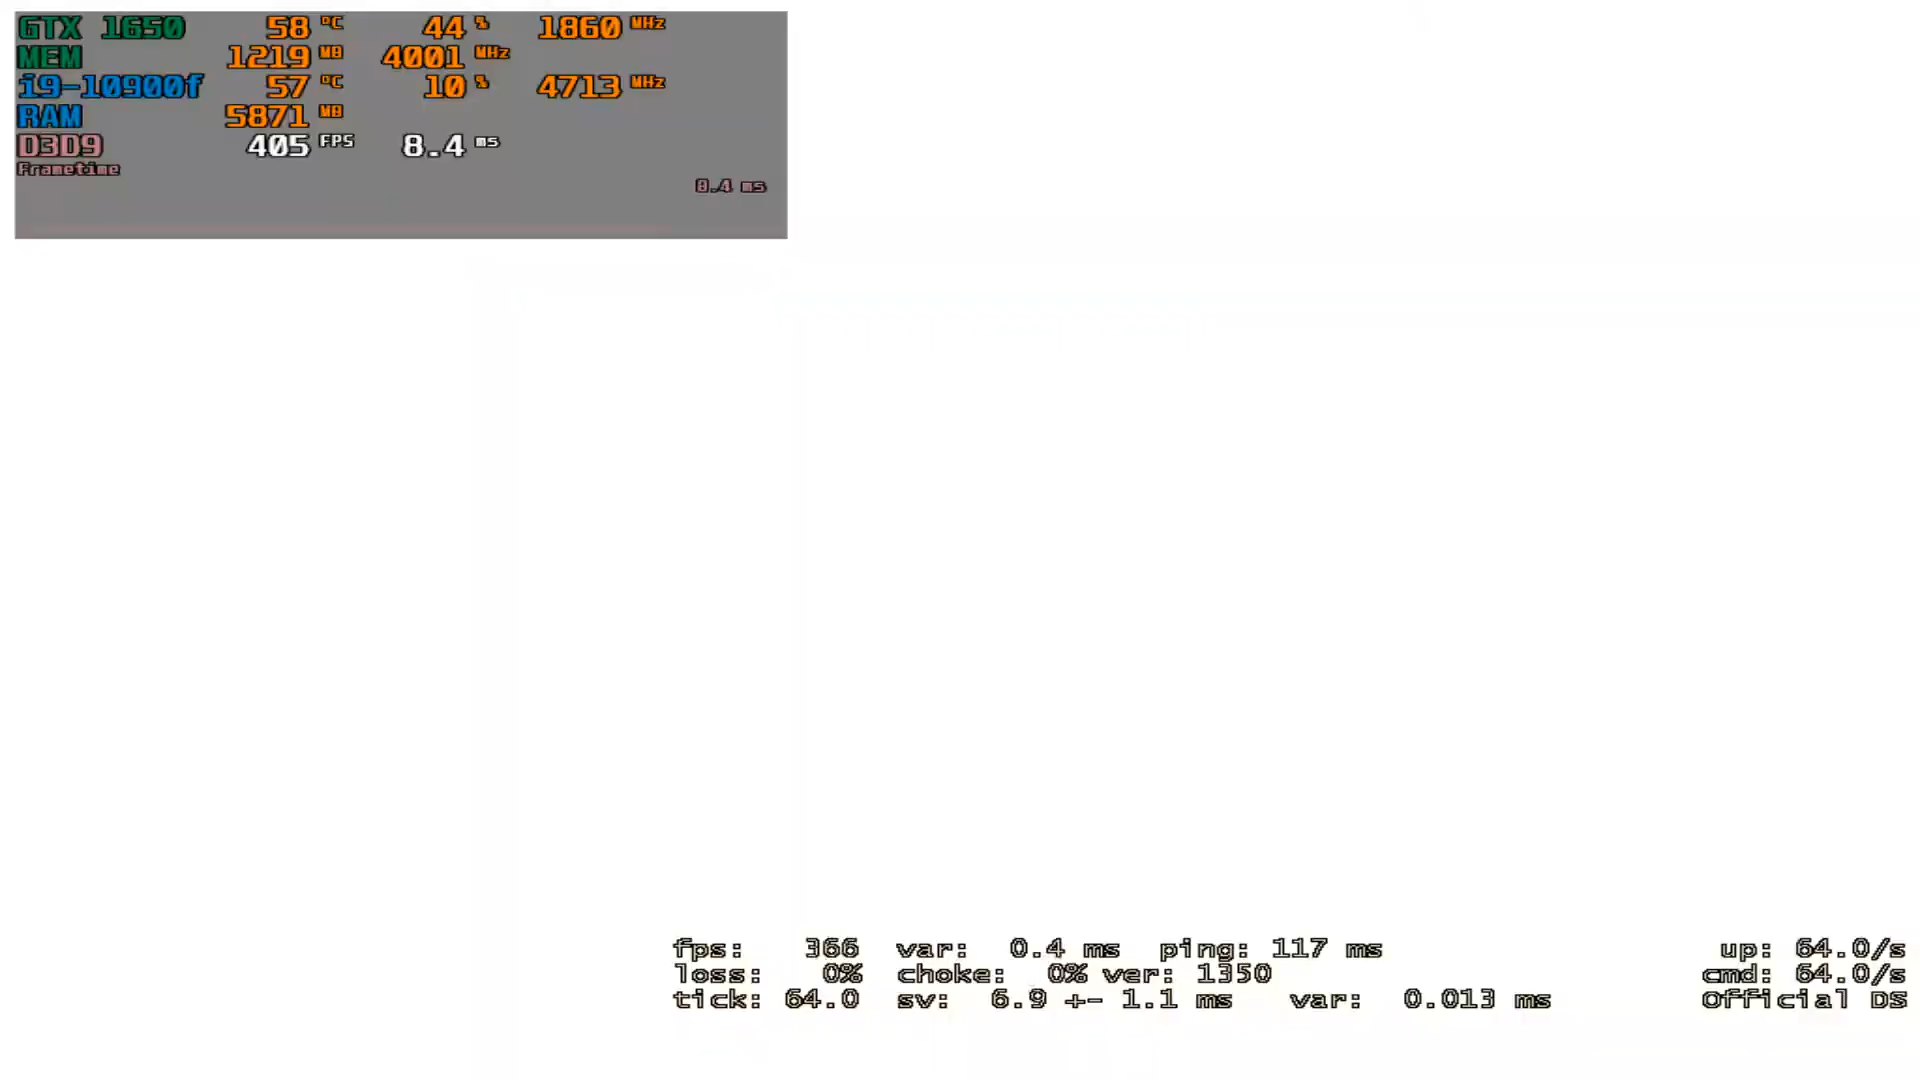 GTX 1650 58 °C 44 % 1860 MHz
MEM 1219 MB 4001 MHz
i9-10900f 57 °C 10 % 4713 MHz
RAM 5871 MB
D3D9 405 FPS 8.4 ms
Frametime
8.4 ms
fps: 366 var: 0.4 ms ping: 117 ms up: 64.0/s
loss: 0% choke: 0% ver: 1350 cmd: 64.0/s
tick: 64.0 sv: 6.9 +- 1.1 ms var: 0.013 ms Official DS